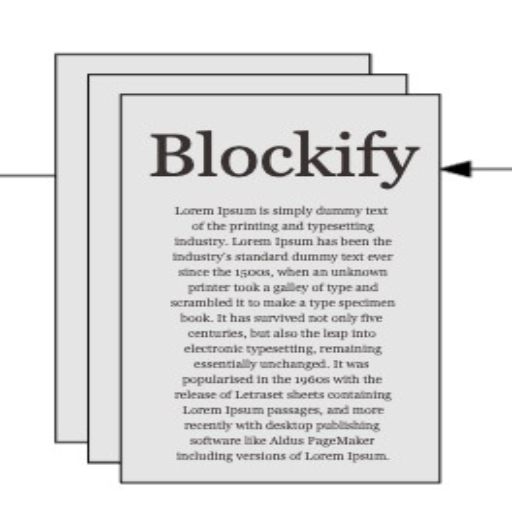 Blockify
Lorem Ipsum is simply dummy text
of the printing and typesetting
industry. Lorem Ipsum has been the
industry's standard dummy text ever
since the 1500s, when an unknown
printer took a galley of type and
scrambled it to make a type specimen
book. It has survived not only five
centuries, but also the leap into
electronic typesetting, remaining
essentially unchanged. It was
popularised in the 1960s with the
release of Letraset sheets containing
Lorem Ipsum passages, and more
recently with desktop publishing
software like Aldus PageMaker
including versions of Lorem Ipsum.